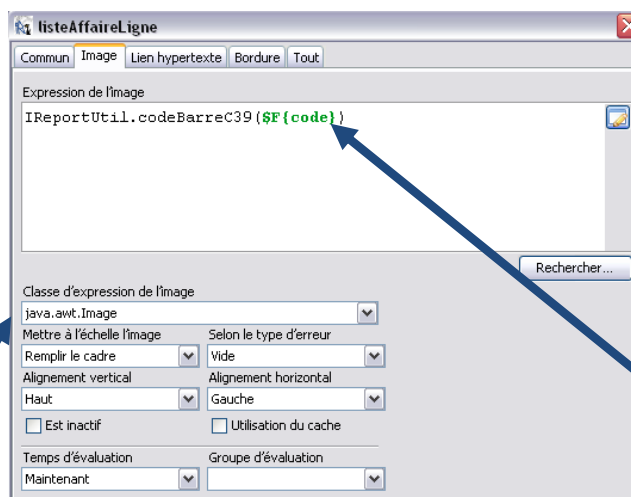 listeAffaireLigne
Commun Image Lien hypertexte Bordure Tout
Expression de l'image
IReportUtil.codeBarreC39($F{code})
Rechercher...
Classe d'expression de l'image
java.awt.Image
Mettre à l'échelle l'image Selon le type d'erreur
Remplir le cadre Vide
Alignement vertical Alignement horizontal
Haut Gauche
Est inactif Utilisation du cache
Temps d'évaluation Groupe d'évaluation
Maintenant